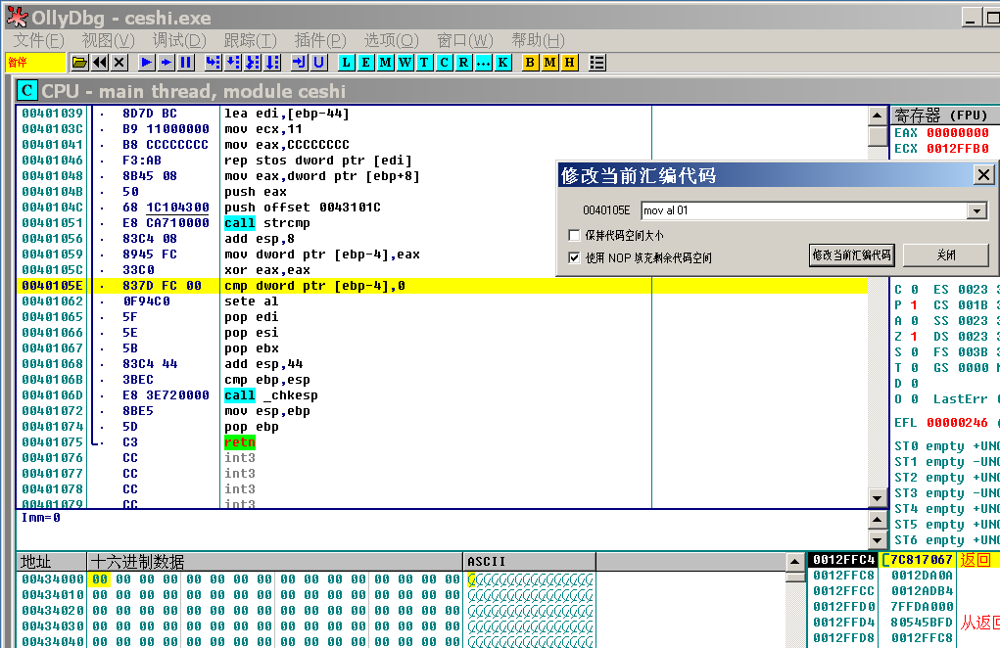 OllyDbg - ceshi.exe
文件(F) 视图(V) 调试(D) 跟踪(T) 插件(P) 选项(O) 窗口(W) 帮助(H)
暂停 L E M W T C R ... K B M H
C CPU - main thread, module ceshi
00401039 . 8D7D BC lea edi,[ebp-44]
0040103C . B9 11000000 mov ecx,11
00401041 . B8 CCCCCCCC mov eax,CCCCCCCC
00401046 . F3:AB rep stos dword ptr [edi]
00401048 . 8B45 08 mov eax,dword ptr [ebp+8]
0040104B . 50 push eax
0040104C . 68 1C104300 push offset 0043101C
00401051 . E8 CA710000 call strcmp
00401056 . 83C4 08 add esp,8
00401059 . 8945 FC mov dword ptr [ebp-4],eax
0040105C . 33C0 xor eax,eax
0040105E . 837D FC 00 cmp dword ptr [ebp-4],0
00401062 . 0F94C0 sete al
00401065 . 5F pop edi
00401066 . 5E pop esi
00401067 . 5B pop ebx
00401068 . 83C4 44 add esp,44
0040106B . 3BEC cmp ebp,esp
0040106D . E8 3E720000 call _chkesp
00401072 . 8BE5 mov esp,ebp
00401074 . 5D pop ebp
00401075 . C3 retn
00401076 CC int3
00401077 CC int3
00401078 CC int3
00401079 CC int3
Imm=0
寄存器 (FPU)
EAX 00000000
ECX 0012FFB0
修改当前汇编代码
0040105E mov al 01
保持代码空间大小
使用 NOP 填充剩余代码空间
修改当前汇编代码 关闭
C 0 ES 0023
P 1 CS 001B
A 0 SS 0023
Z 1 DS 0023
S 0 FS 003B
T 0 GS 0000
D 0
O 0 LastErr
EFL 00000246
ST0 empty +UNO
ST1 empty -UNO
ST2 empty +UNO
ST3 empty -UNO
ST4 empty +UNO
ST5 empty +UNO
ST6 empty +UNO
地址 十六进制数据 ASCII
00434000 00 00 00 00 00 00 00 00 00 00 00 00 00 00 00 00
00434010 00 00 00 00 00 00 00 00 00 00 00 00 00 00 00 00
00434020 00 00 00 00 00 00 00 00 00 00 00 00 00 00 00 00
00434030 00 00 00 00 00 00 00 00 00 00 00 00 00 00 00 00
00434040 00 00 00 00 00 00 00 00 00 00 00 00 00 00 00 00
0012FFC4 [7C817067 返回
0012FFC8 0012DA0A
0012FFCC 0012ADB4
0012FFD0 7FFDA000
0012FFD4 80545BFD 从返回
0012FFD8 0012FFC8